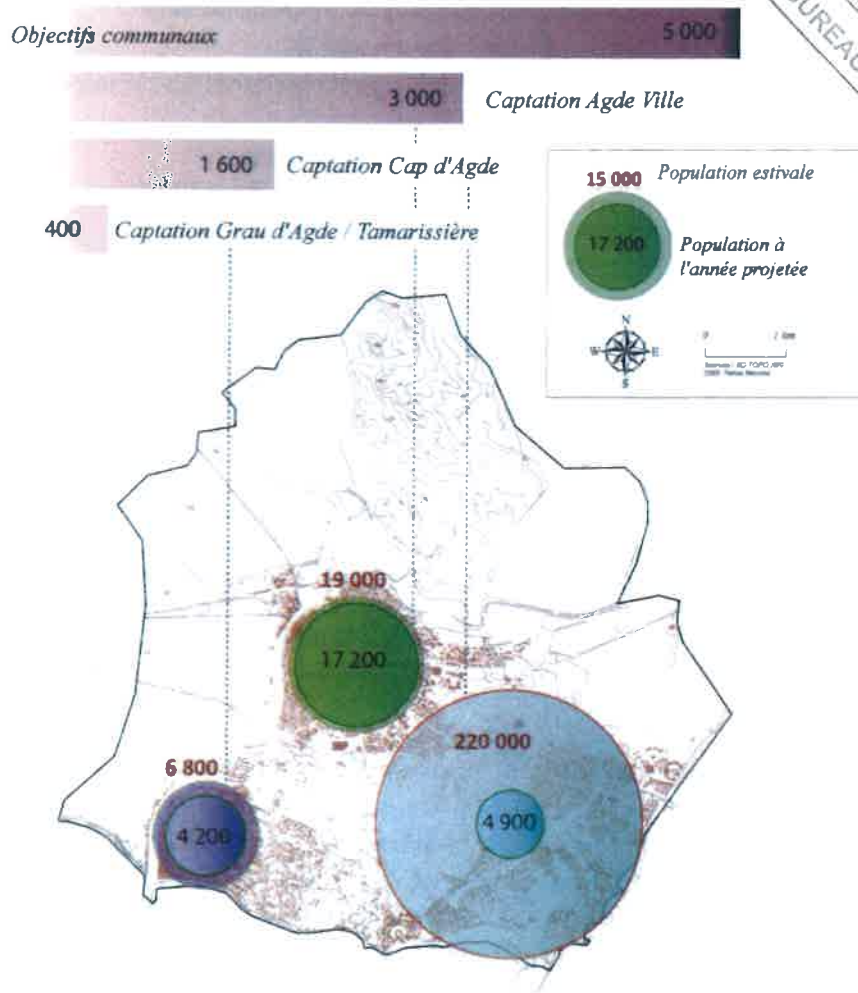 BUREAU
Objectifs communaux
5 000
3 000
Captation Agde Ville
1 600
Captation Cap d'Agde
400
Captation Grau d'Agde / Tamarissière
15 000
Population estivale
17 200
Population à
l'année projetée
N
W
E
S
0
19 000
17 200
220 000
6 800
4 200
4 900